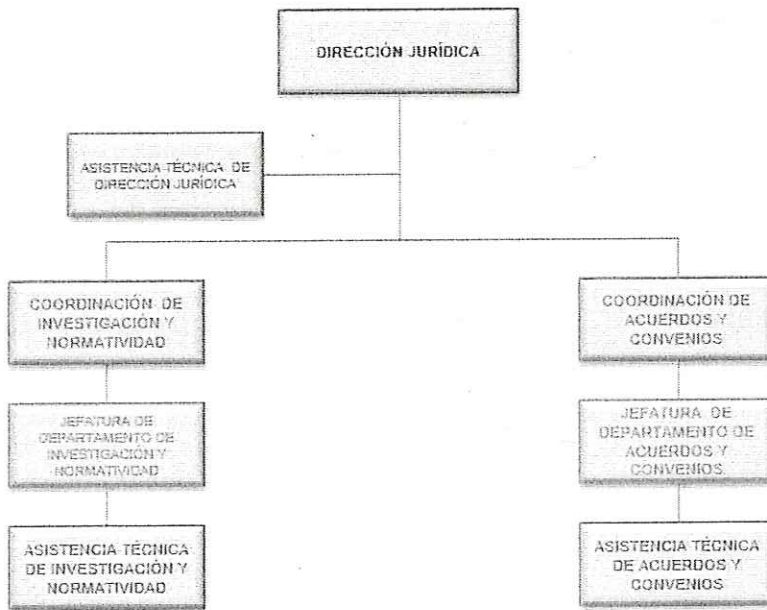 DIRECCIÓN JURÍDICA
ASISTENCIA TÉCNICA DE
DIRECCIÓN JURÍDICA
COORDINACIÓN DE
INVESTIGACIÓN Y
NORMATIVIDAD
JEFATURA DE
DEPARTAMENTO DE
INVESTIGACIÓN Y
NORMATIVIDAD
ASISTENCIA TÉCNICA
DE INVESTIGACIÓN Y
NORMATIVIDAD
COORDINACIÓN DE
ACUERDOS Y
CONVENIOS
JEFATURA DE
DEPARTAMENTO DE
ACUERDOS Y
CONVENIOS.
ASISTENCIA TÉCNICA
DE ACUERDOS Y
CONVENIOS